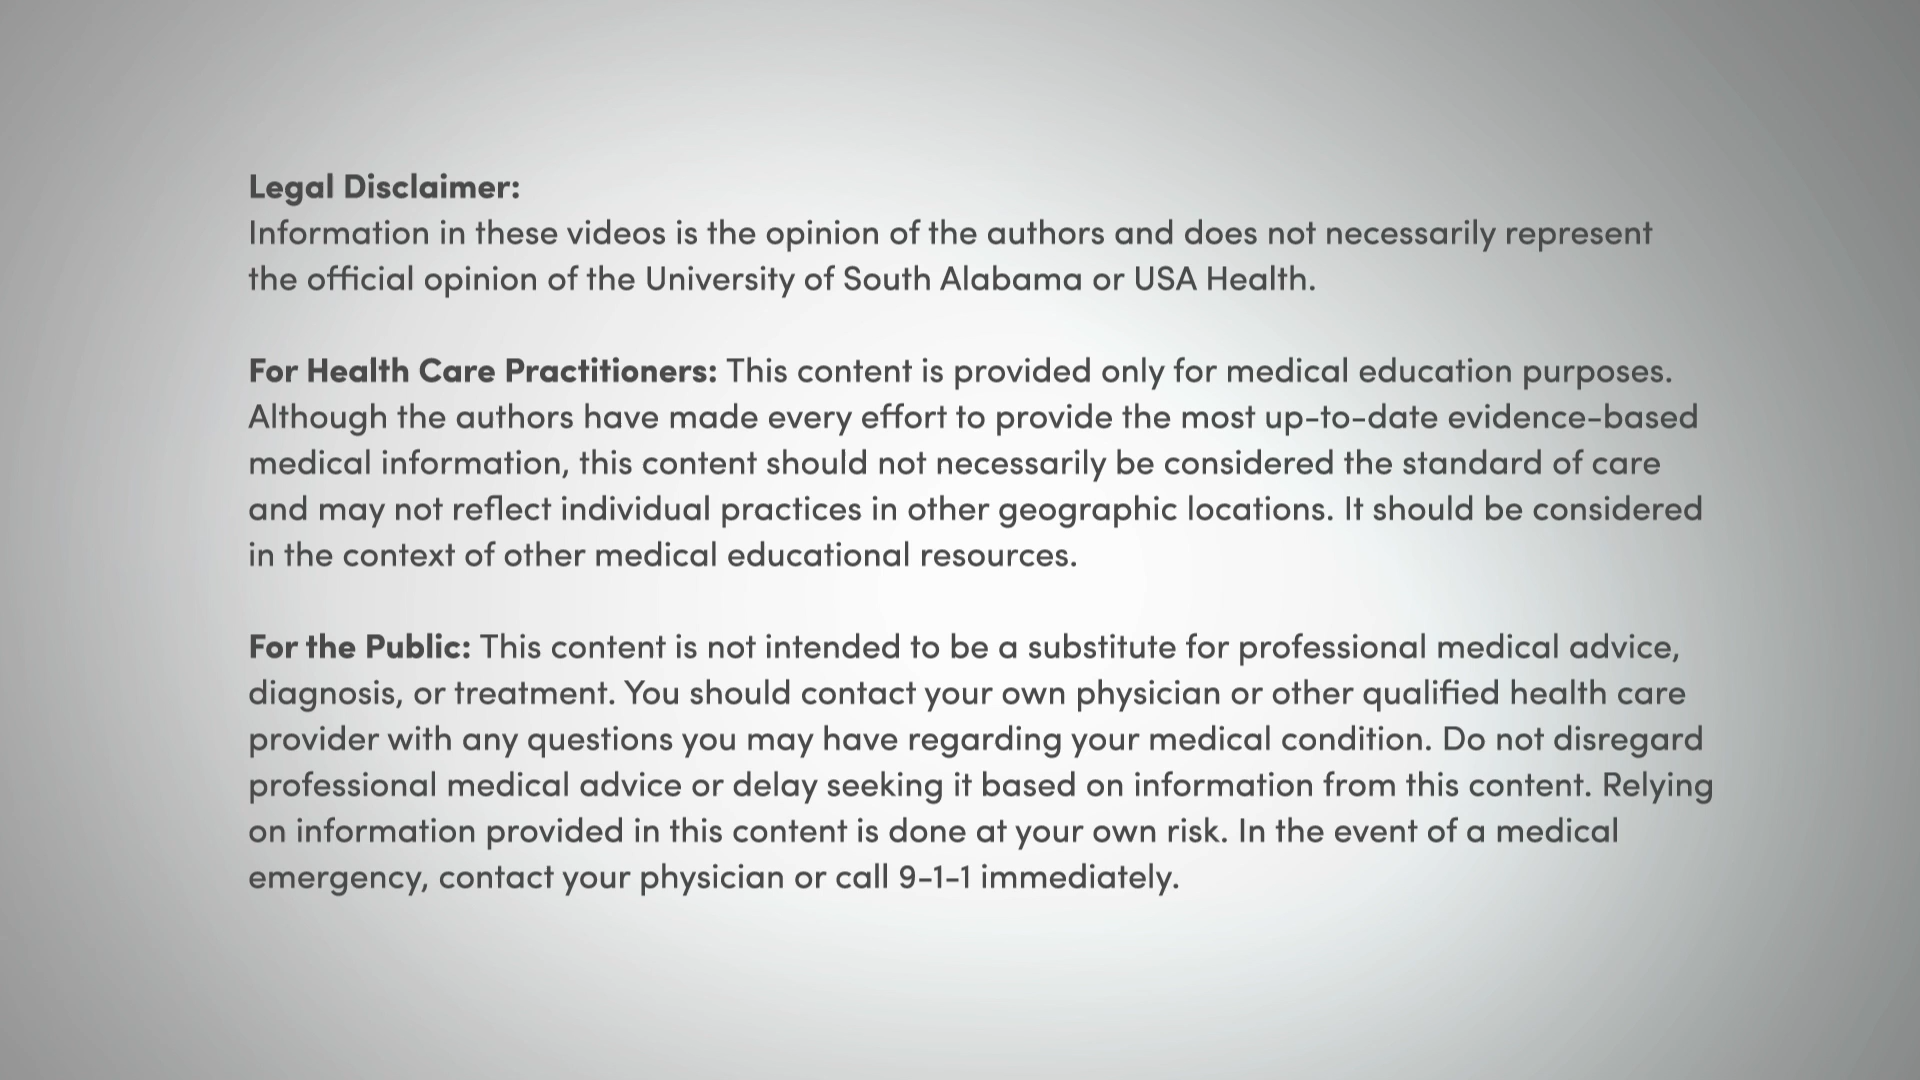 Legal Disclaimer:
Information in these videos is the opinion of the authors and does not necessarily represent
the official opinion of the University of South Alabama or USA Health.
For Health Care Practitioners: This content is provided only for medical education purposes.
Although the authors have made every effort to provide the most up-to-date evidence-based
medical information, this content should not necessarily be considered the standard of care
and may not reflect individual practices in other geographic locations. It should be considered
in the context of other medical educational resources.
For the Public: This content is not intended to be a substitute for professional medical advice,
diagnosis, or treatment. You should contact your own physician or other qualified health care
provider with any questions you may have regarding your medical condition. Do not disregard
professional medical advice or delay seeking it based on information from this content. Relying
on information provided in this content is done at your own risk. In the event of a medical
emergency, contact your physician or call 9-1-1 immediately.